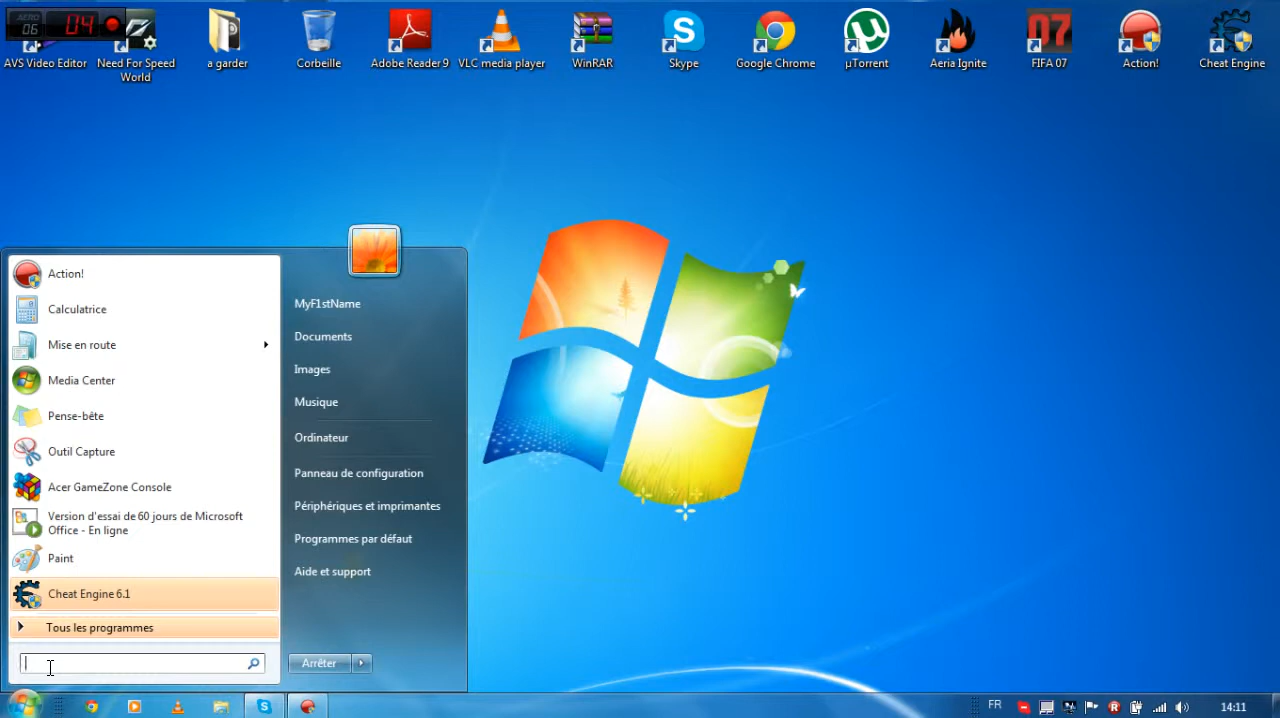 AERO
06
04
AVS Video Editor
Need For Speed
World
a garder
Corbeille
Adobe Reader 9
VLC media player
WinRAR
Skype
Google Chrome
µTorrent
Aeria Ignite
07
FIFA 07
Action!
Cheat Engine
Action!
Calculatrice
Mise en route
Media Center
Pense-bête
Outil Capture
Acer GameZone Console
Version d'essai de 60 jours de Microsoft
Office - En ligne
Paint
Cheat Engine 6.1
Tous les programmes
MyF1stName
Documents
Images
Musique
Ordinateur
Panneau de configuration
Périphériques et imprimantes
Programmes par défaut
Aide et support
Arrêter
FR
14:11